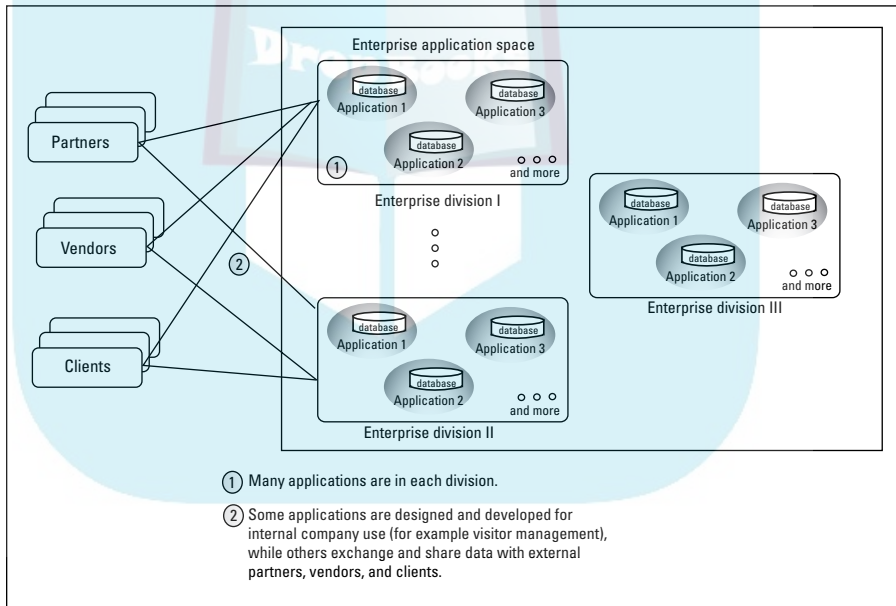 Enterprise application space
database
Application 1
database
Application 3
database
Application 2
1
and more
Enterprise division I
Partners
Vendors
Clients
2
database
Application 1
database
Application 3
database
Application 2
and more
Enterprise division III
database
Application 1
database
Application 3
database
Application 2
and more
Enterprise division II
1 Many applications are in each division.
2 Some applications are designed and developed for
internal company use (for example visitor management),
while others exchange and share data with external
partners, vendors, and clients.